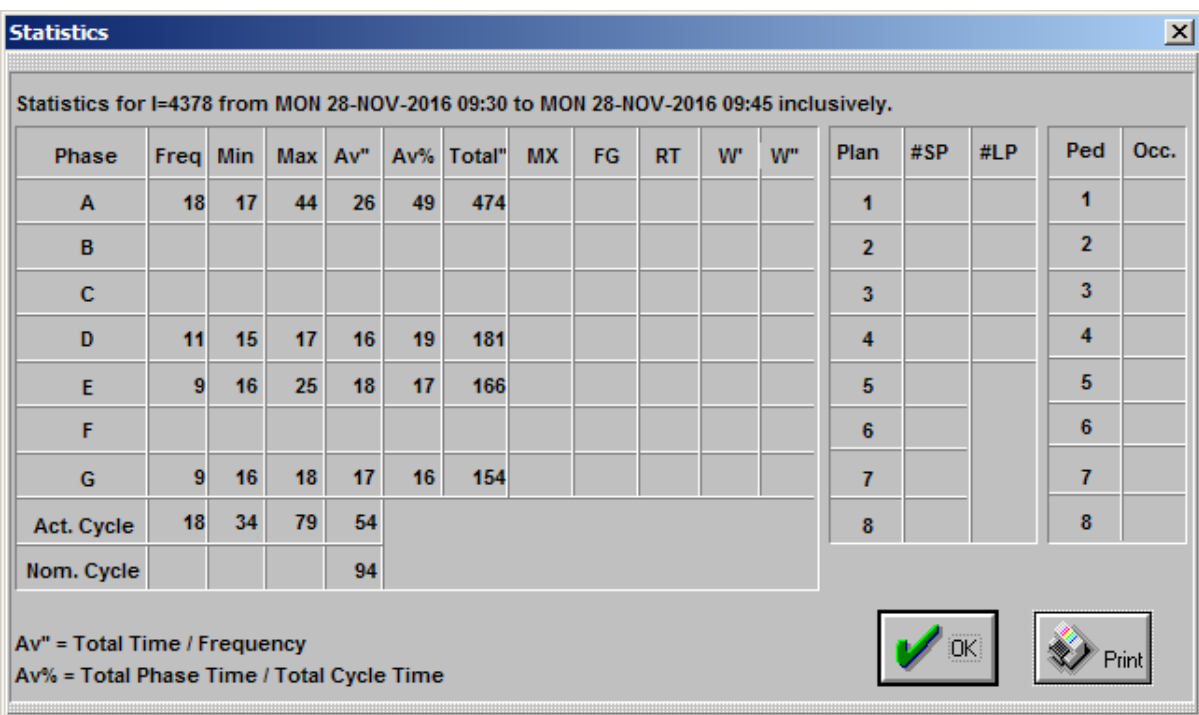 Statistics
Statistics for I=4378 from MON 28-NOV-2016 09:30 to MON 28-NOV-2016 09:45 inclusively.
Phase Freq Min Max Av" Av% Total" MX FG RT W' W" Plan #SP #LP Ped Occ.
A 18 17 44 26 49 474 1 1
B 2 2
C 3 3
D 11 15 17 16 19 181 4 4
E 9 16 25 18 17 166 5 5
F 6 6
G 9 16 18 17 16 154 7 7
Act. Cycle 18 34 79 54 8 8
Nom. Cycle 94
Av" = Total Time / Frequency
Av% = Total Phase Time / Total Cycle Time
OK
Print